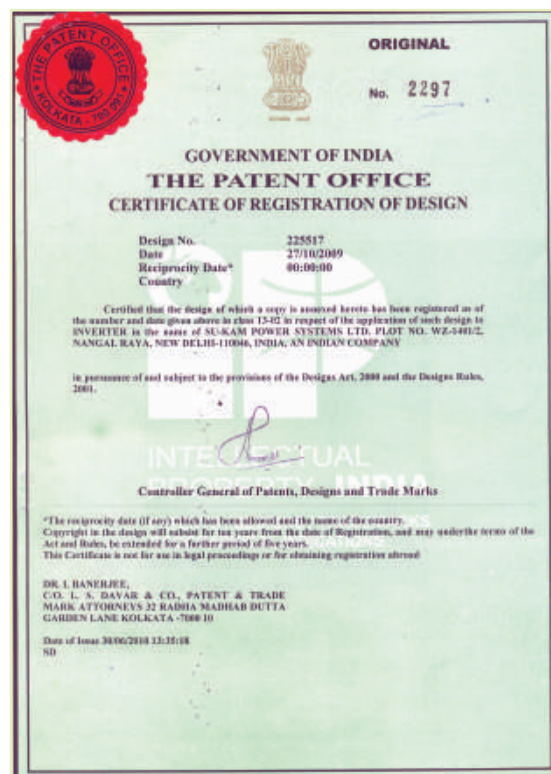 THE PATENT OFFICE
KOLKATA - 700 091
ORIGINAL
No. 2297
GOVERNMENT OF INDIA
THE PATENT OFFICE
CERTIFICATE OF REGISTRATION OF DESIGN
Design No. 225517
Date 27/10/2009
Reciprocity Date* 00:00:00
Country
Certified that the design of which a copy is annexed hereto has been registered as of
the number and date given above in class 13-02 in respect of the application of such design to
INVERTER in the name of SU-KAM POWER SYSTEMS LTD. PLOT NO. WZ-1401/2,
NANGAL RAYA, NEW DELHI-110046, INDIA, AN INDIAN COMPANY
in pursuance of and subject to the provisions of the Designs Act, 2000 and the Designs Rules,
2001.
INTELLECTUAL
PROPERTY INDIA
Controller General of Patents, Designs and Trade Marks
*The reciprocity date (if any) which has been allowed and the name of the country.
Copyright in the design will subsist for ten years from the date of Registration, and may under the terms of the
Act and Rules, be extended for a further period of five years.
This Certificate is not for use in legal proceedings or for obtaining registration abroad
DR. I. BANERJEE,
C/O. L. S. DAVAR & CO., PATENT & TRADE
MARK ATTORNEYS 32 RADHA MADHAB DUTTA
GARDEN LANE KOLKATA -7000 10
Date of Issue 30/06/2010 13:35:18
SD